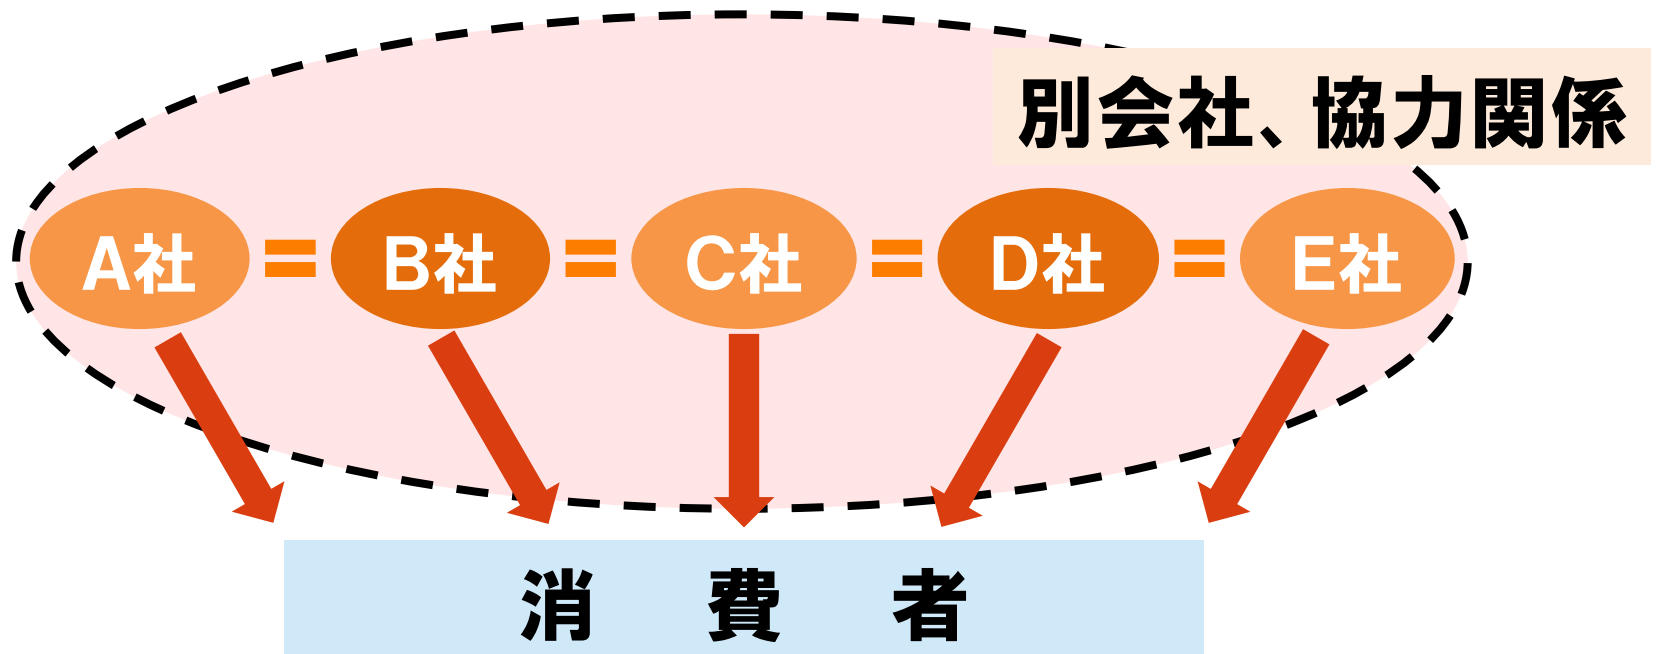 別会社、協力関係
A社 = B社 = C社 = D社 = E社
消費者